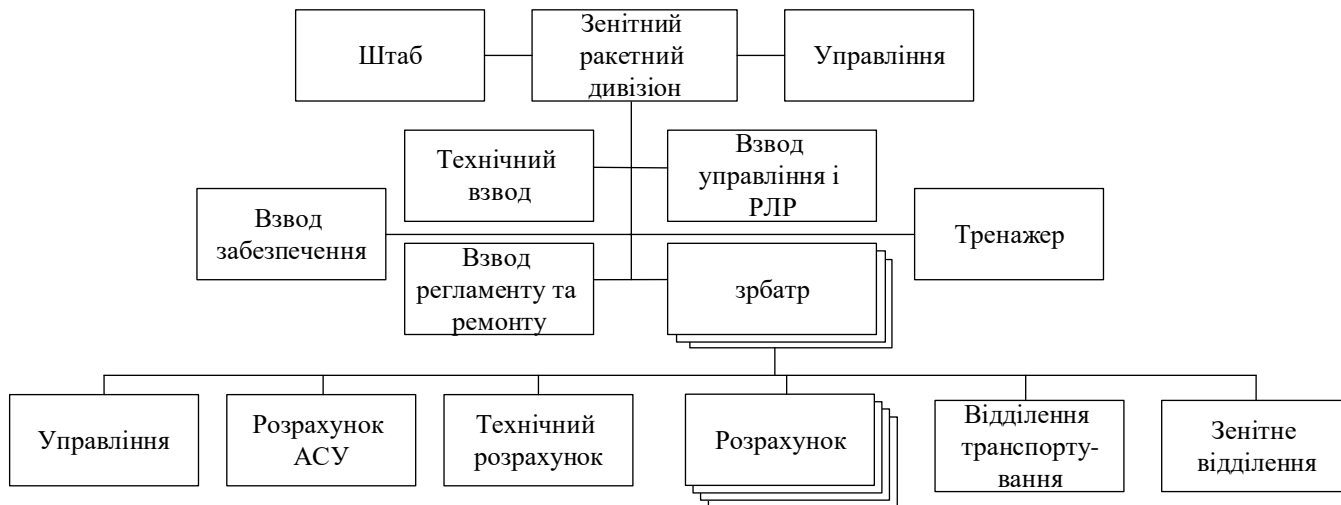 Штаб
Зенітний
ракетний
дивізіон
Управління
Технічний
взвод
Взвод
управління і
РЛР
Взвод
забезпечення
Тренажер
Взвод
регламенту та
ремонту
зрбатр
Управління
Розрахунок
АСУ
Технічний
розрахунок
Розрахунок
Відділення
транспорту-
вання
Зенітне
відділення